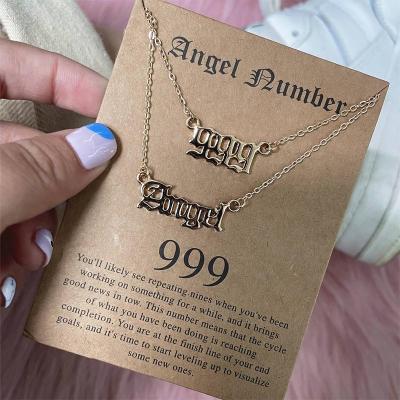 Angel Number
Angel
999
You'll likely see repeating nines when you've been
working on something for a while, and it brings
good news in tow. This number means that the cycle
of what you have been doing is reaching
completion. You are at the finish line of your end
goals, and it's time to start leveling up to visualize
some new ones.